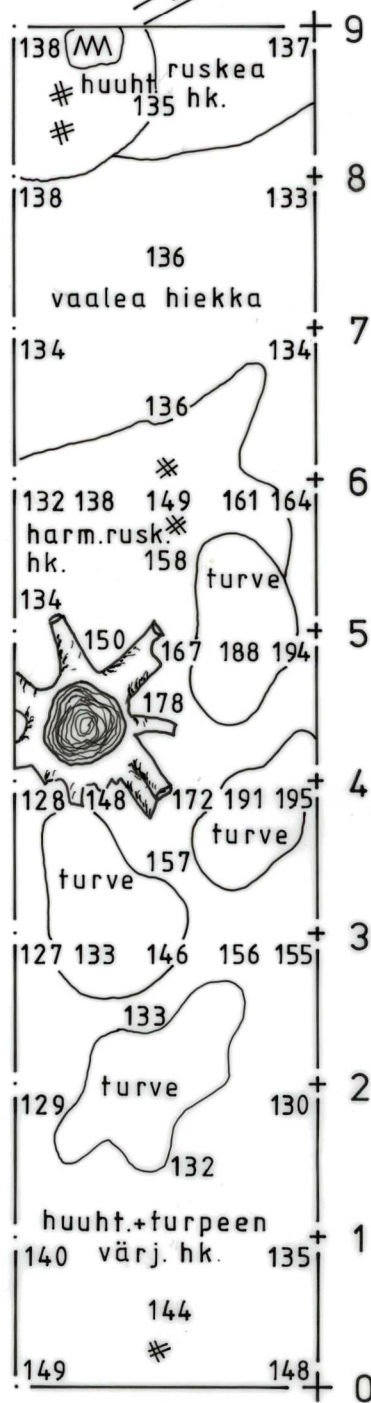 9
138 137
huuht ruskea
135 hk.
8
138 133
136
vaalea hiekka
7
134 134
136
6
132 138 149 161 164
harm.rusk.
hk. 158
turve
134
5
150 167 188 194
178
4
128 148 172 191 195
turve
157
turve
3
127 133 146 156 155
133
2
turve
129 130
132
huuht.+turpeen
värj. hk.
1
140 135
144
149 148
0